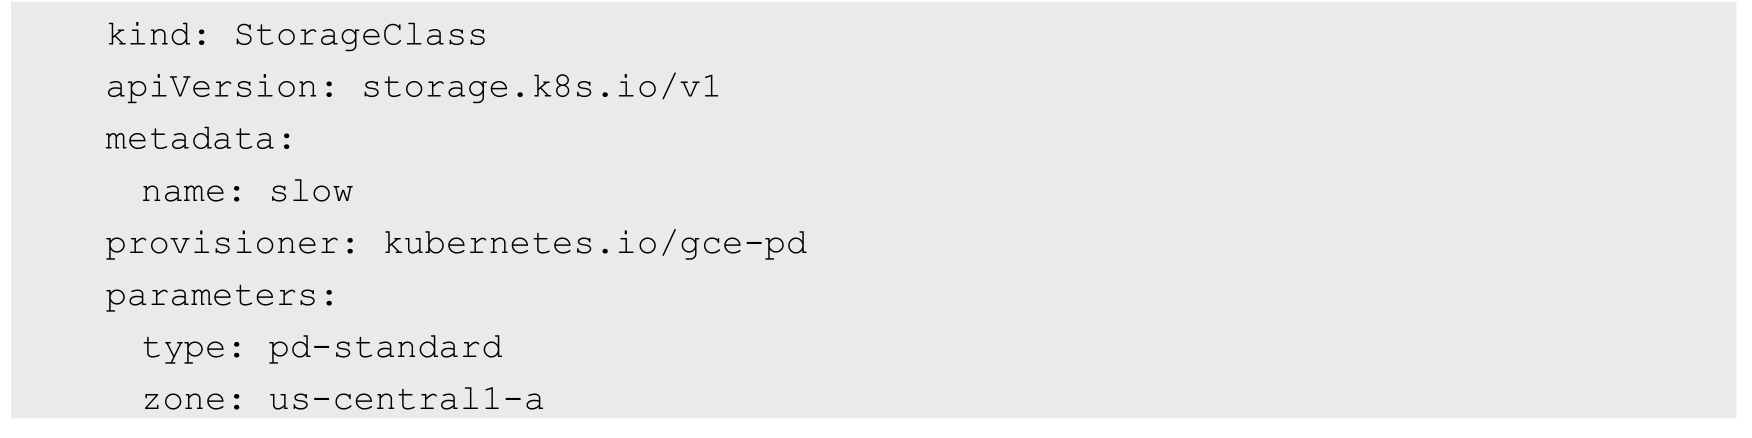 kind: StorageClass
apiVersion: storage.k8s.io/v1
metadata:
  name: slow
provisioner: kubernetes.io/gce-pd
parameters:
  type: pd-standard
  zone: us-central1-a